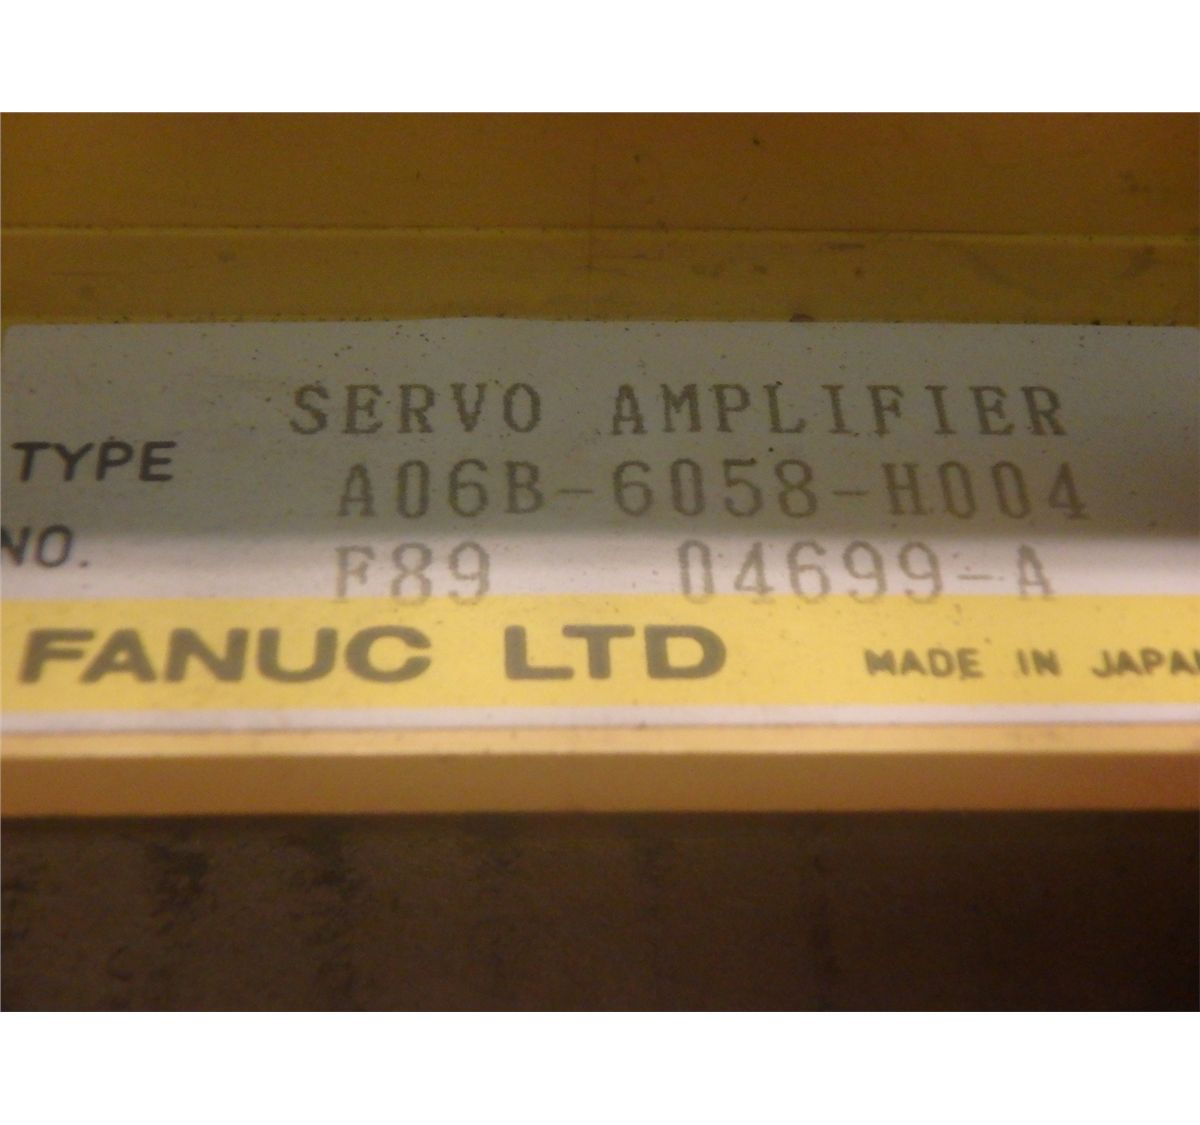 SERVO AMPLIFIER
TYPE A06B-6058-H004
NO. F89 04699-A
FANUC LTD MADE IN JAPAN